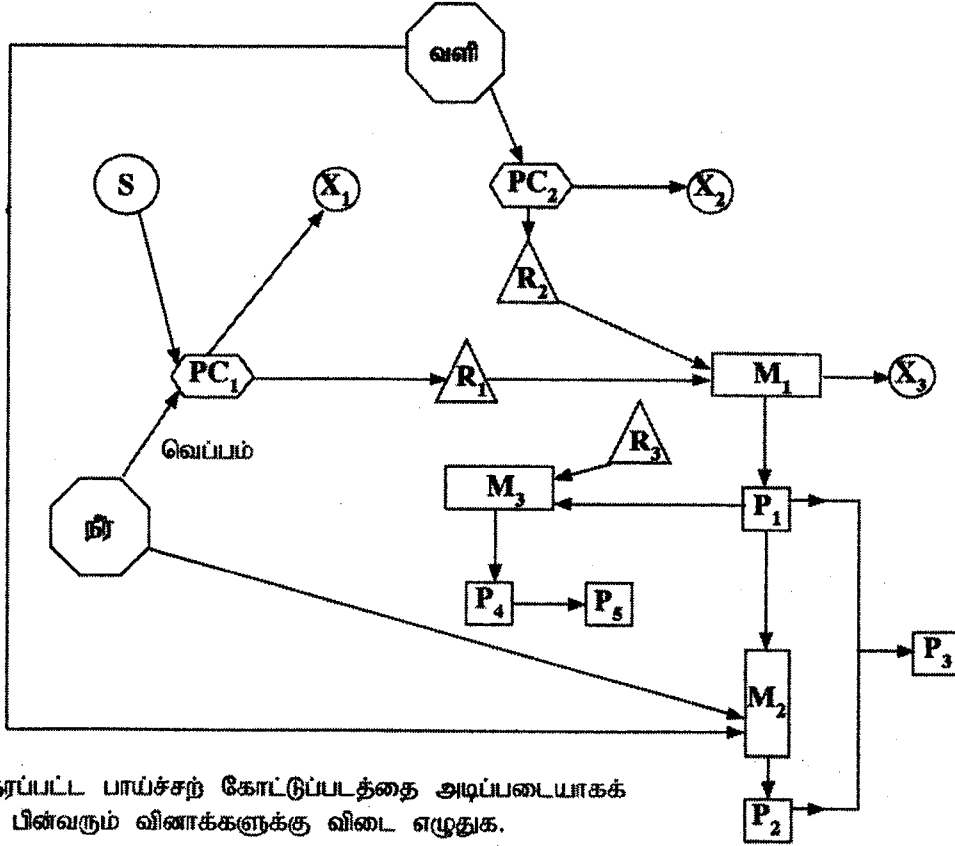 வளி
S
X₁
PC₂
X₂
R₂
PC₁
R₁
M₁
X₃
வெப்பம்
R₃
M₃
P₁
நீர்
P₄
P₅
P₃
M₂
பாய்ச்சற் கோட்டுப்படத்தை அடிப்படையாகக்
பின்வரும் வினாக்களுக்கு விடை எழுதுக.
P₂